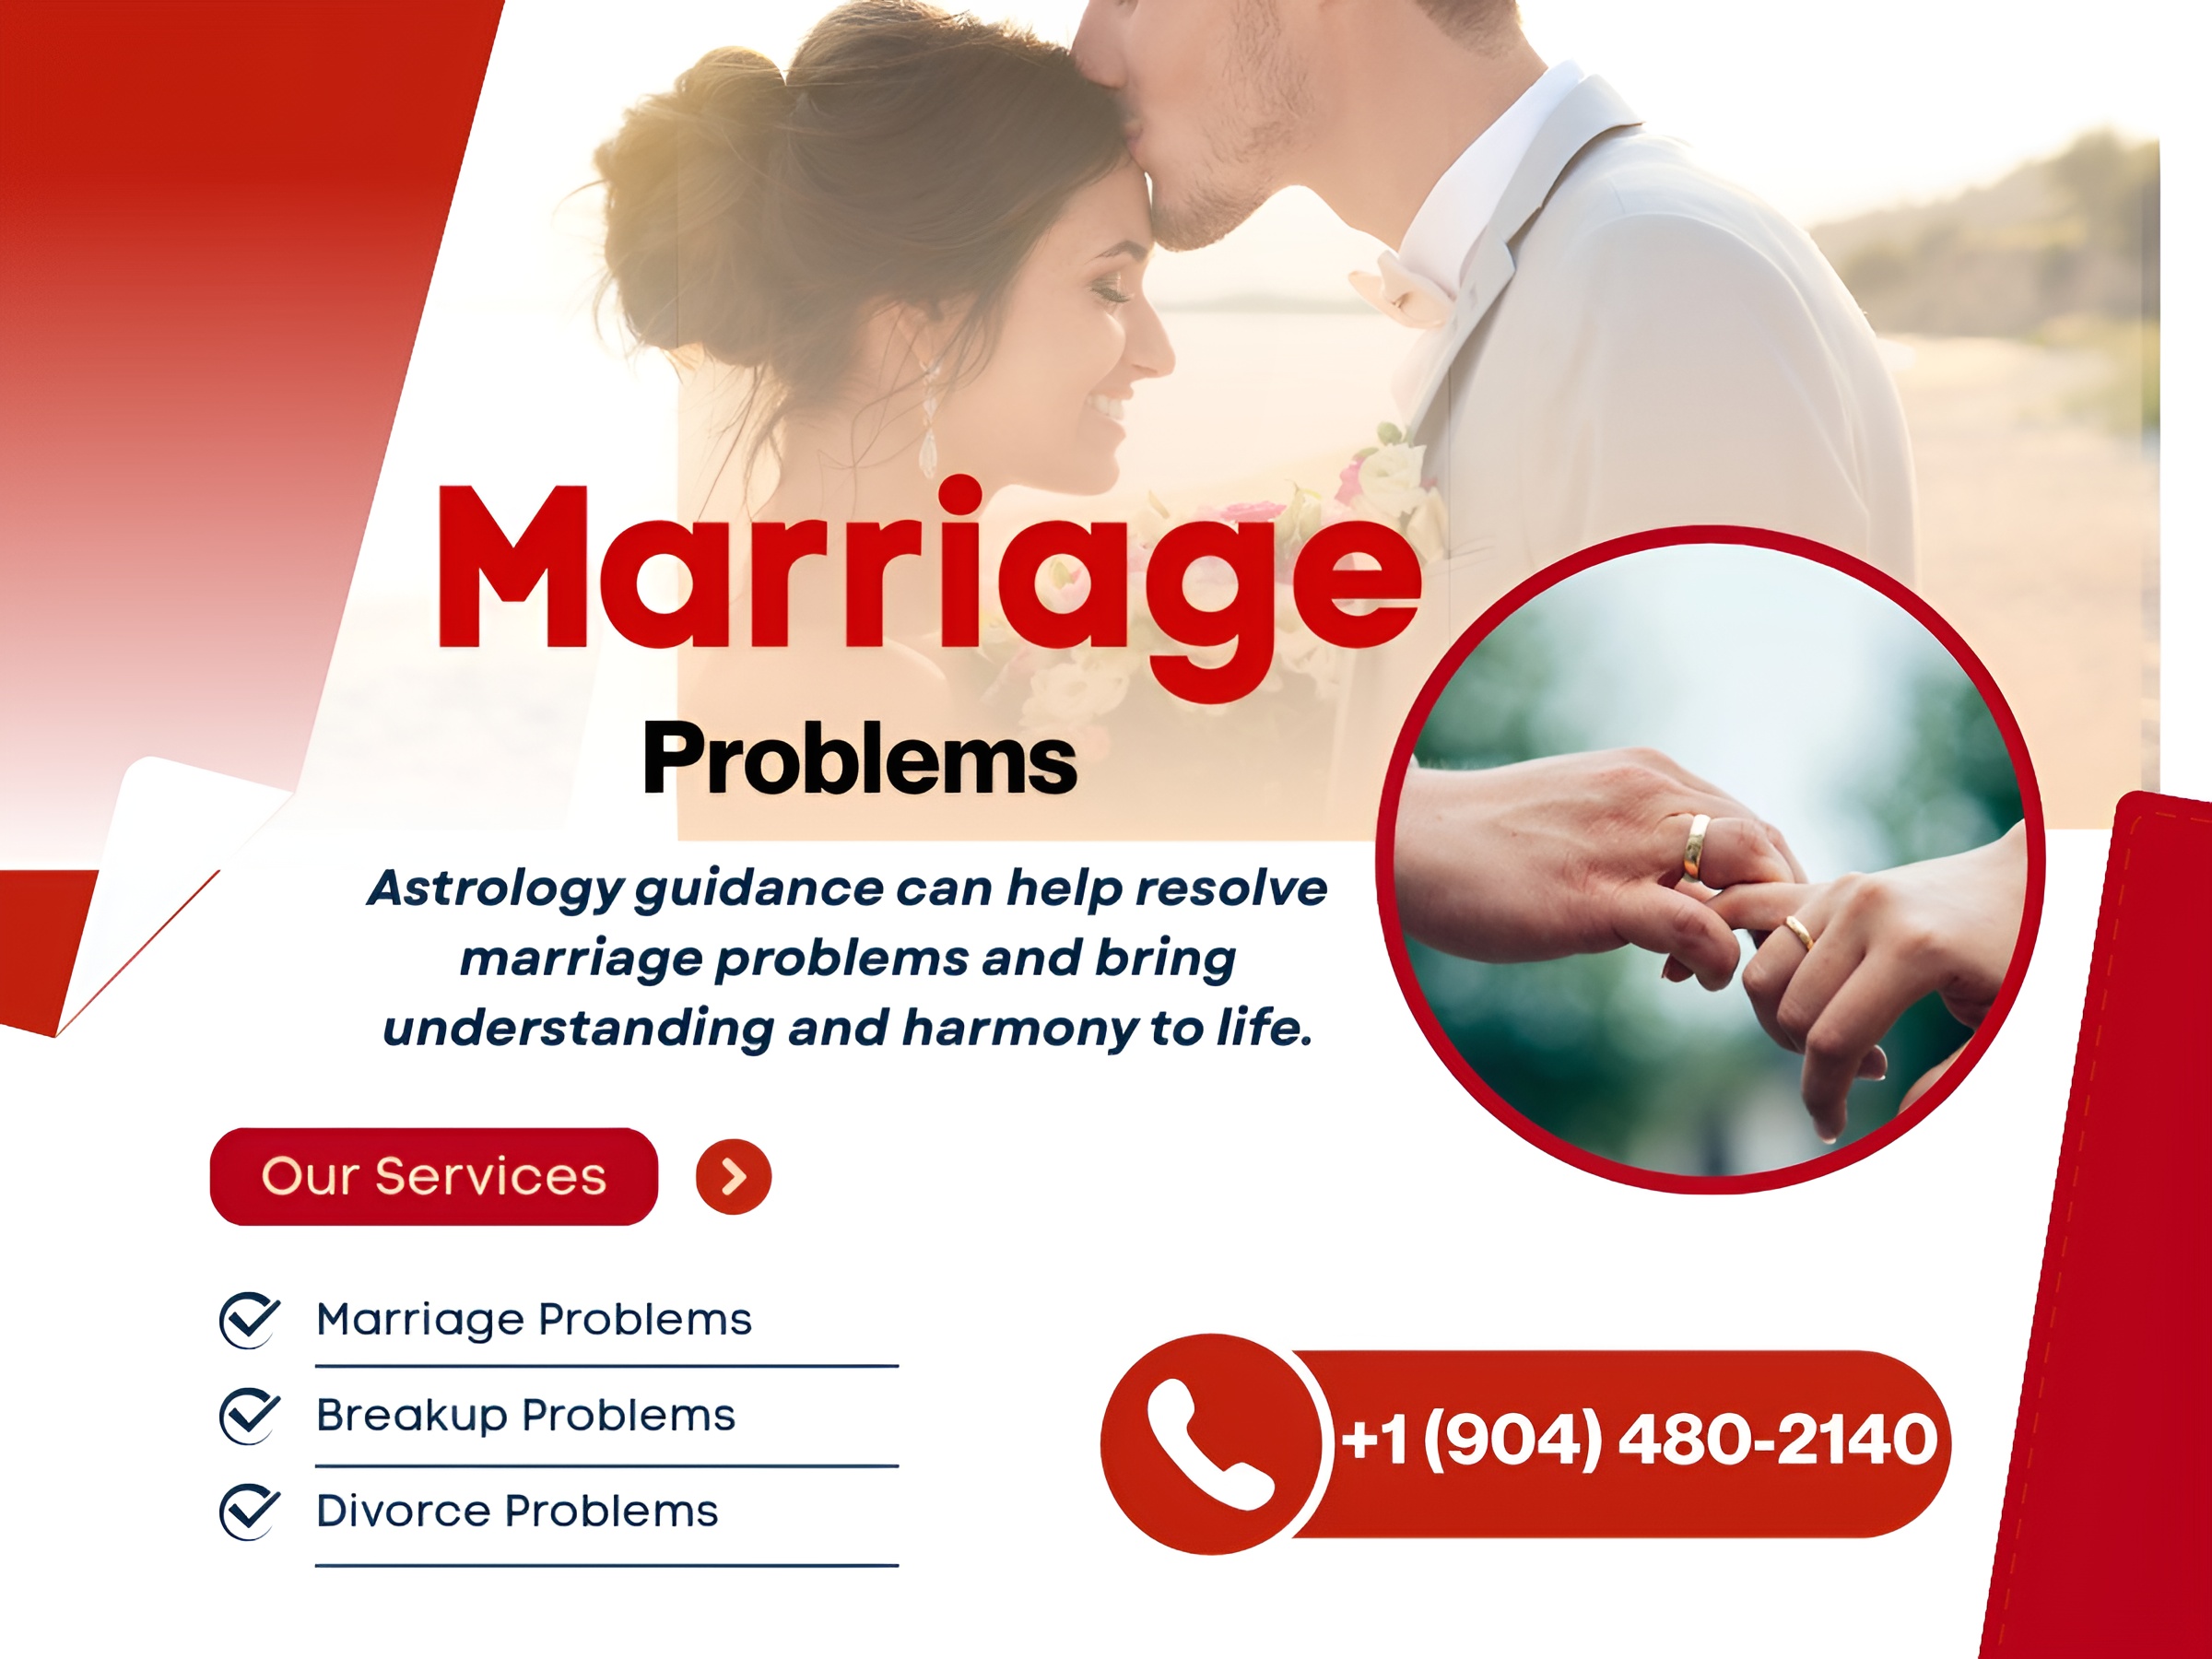 Marriage
Problems
Astrology guidance can help resolve
marriage problems and bring
understanding and harmony to life.
Our Services
Marriage Problems
Breakup Problems
Divorce Problems
+1 (904) 480-2140